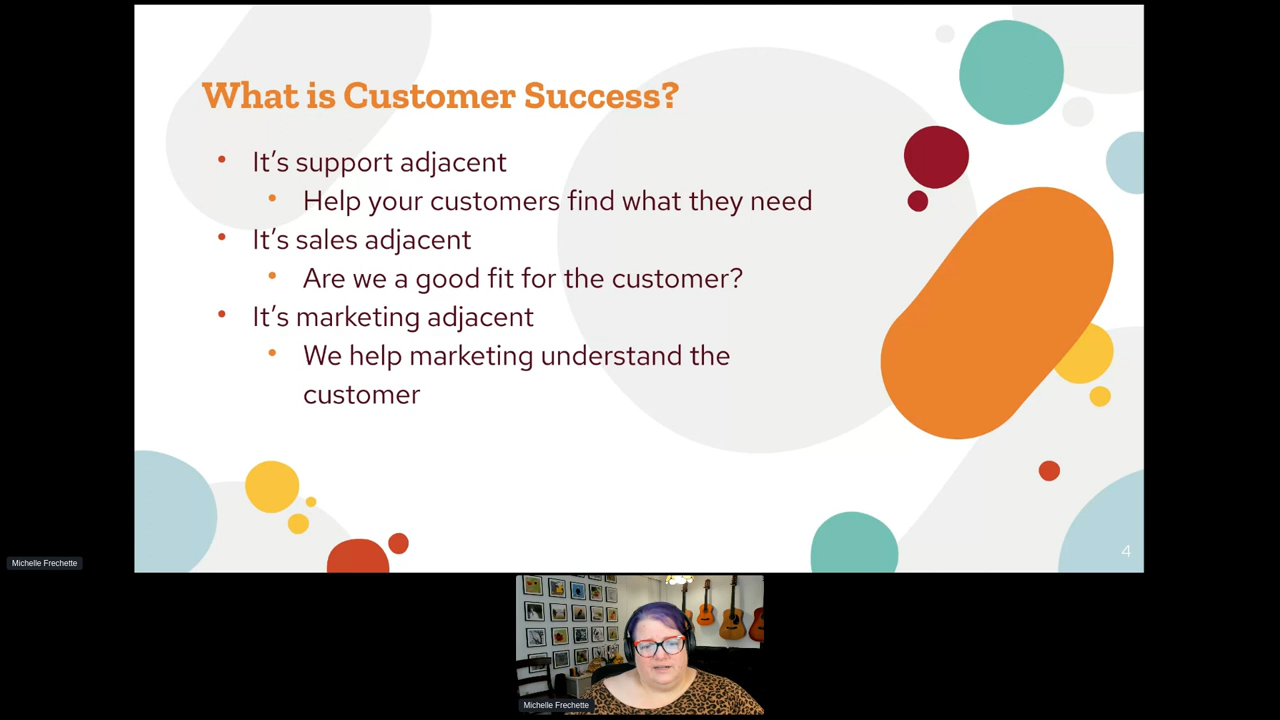 What is Customer Success?
• It’s support adjacent
• Help your customers find what they need
• It’s sales adjacent
• Are we a good fit for the customer?
• It’s marketing adjacent
• We help marketing understand the
customer
4
Michelle Frechette
Michelle Frechette